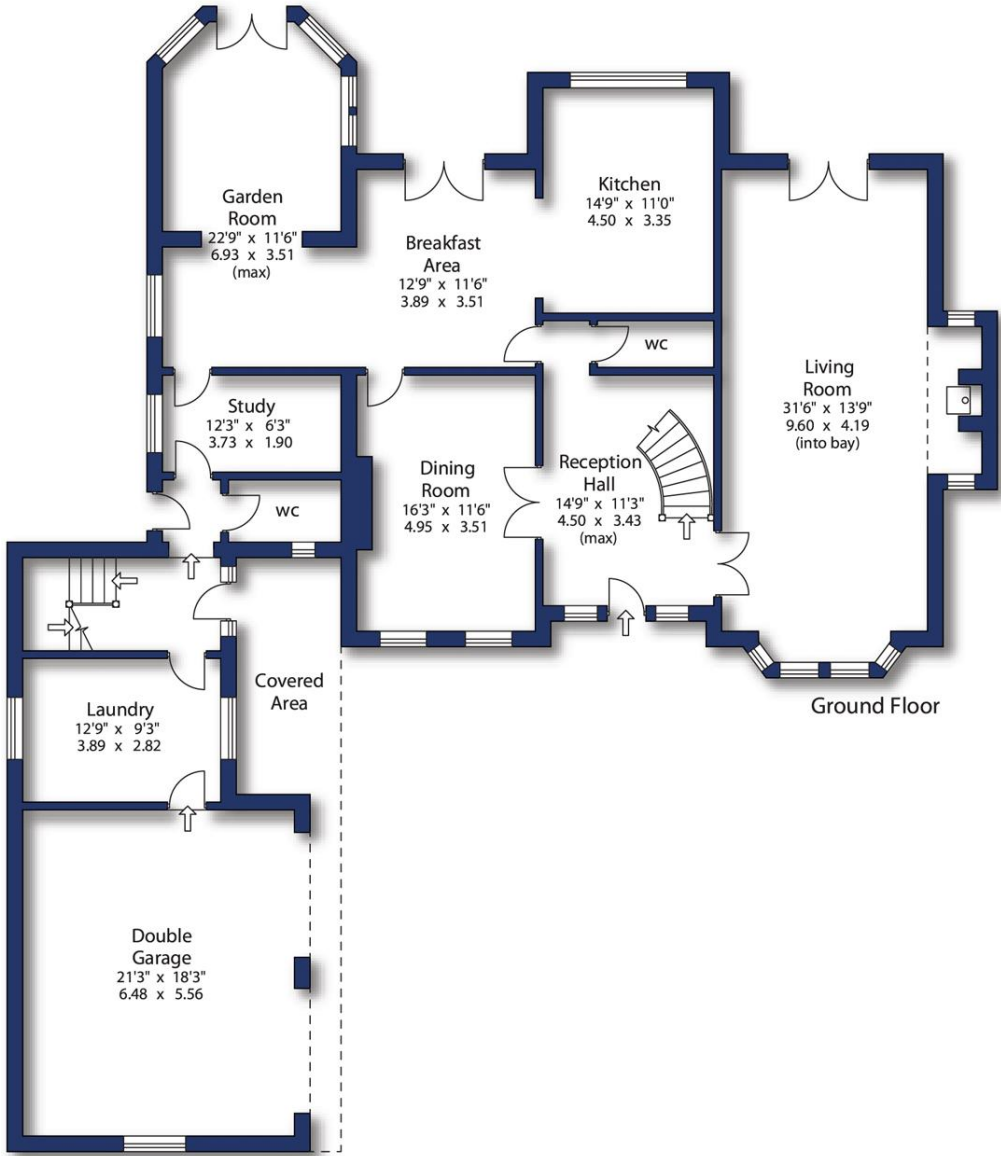 Garden
Room
22'9" x 11'6"
6.93 x 3.51
(max)
Breakfast
Area
12'9" x 11'6"
3.89 x 3.51
Kitchen
14'9" x 11'0"
4.50 x 3.35
wc
Living
Room
31'6" x 13'9"
9.60 x 4.19
(into bay)
Study
12'3" x 6'3"
3.73 x 1.90
Dining
Room
16'3" x 11'6"
4.95 x 3.51
Reception
Hall
14'9" x 11'3"
4.50 x 3.43
(max)
wc
Covered
Area
Laundry
12'9" x 9'3"
3.89 x 2.82
Ground Floor
Double
Garage
21'3" x 18'3"
6.48 x 5.56